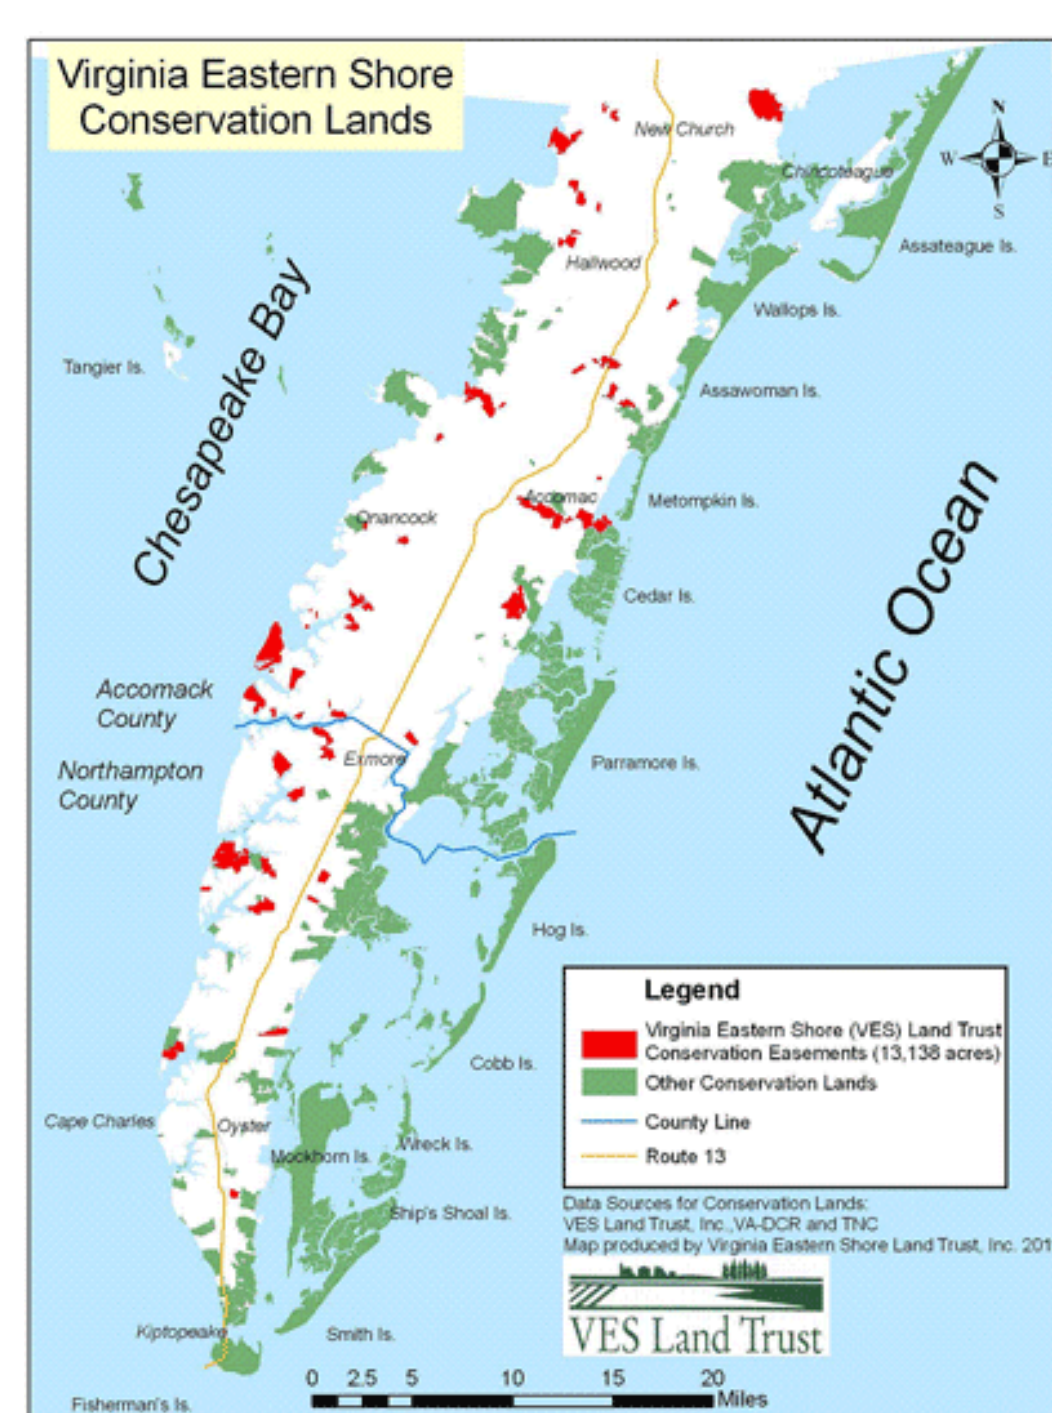 Virginia Eastern Shore
Conservation Lands
New Church
N
W
E
S
Chincoteague
Assateague Is.
Hallwood
Wallops Is.
Chesapeake Bay
Tangier Is.
Assawoman Is.
Accomac
Metompkin Is.
Onancock
Atlantic Ocean
Cedar Is.
Accomack
County
Exmore
Parramore Is.
Northampton
County
Hog Is.
Legend
Virginia Eastern Shore (VES) Land Trust
Conservation Easements (13,138 acres)
Other Conservation Lands
County Line
Route 13
Cobb Is.
Cape Charles
Oyster
Mockhorn Is.
Wreck Is.
Ship's Shoal Is.
Data Sources for Conservation Lands:
VES Land Trust, Inc.,VA-DCR and TNC
Map produced by Virginia Eastern Shore Land Trust, Inc. 201
VES Land Trust
Kiptopeake
Smith Is.
Fisherman's Is.
0 2.5 5 10 15 20
Miles